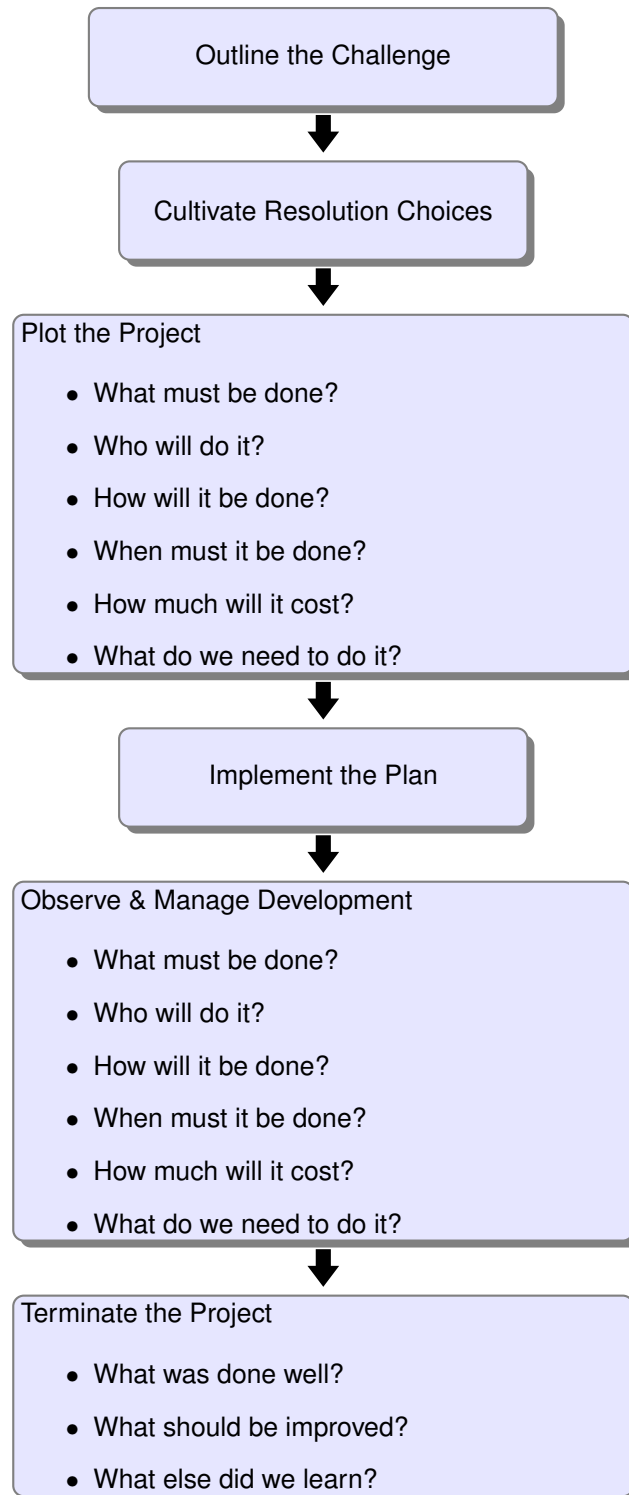 Outline the Challenge
Cultivate Resolution Choices
Plot the Project
• What must be done?
• Who will do it?
• How will it be done?
• When must it be done?
• How much will it cost?
• What do we need to do it?
Implement the Plan
Observe & Manage Development
• What must be done?
• Who will do it?
• How will it be done?
• When must it be done?
• How much will it cost?
• What do we need to do it?
Terminate the Project
• What was done well?
• What should be improved?
• What else did we learn?